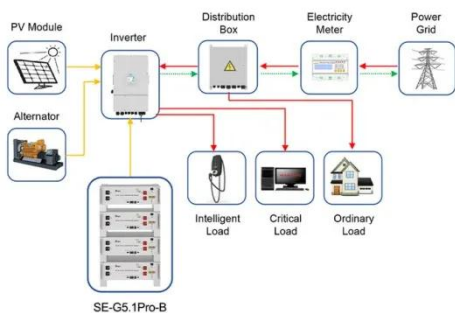 PV Module
Inverter
Distribution
Box
Electricity
Meter
Power
Grid
Alternator
Intelligent
Load
Critical
Load
Ordinary
Load
SE-G5.1Pro-B